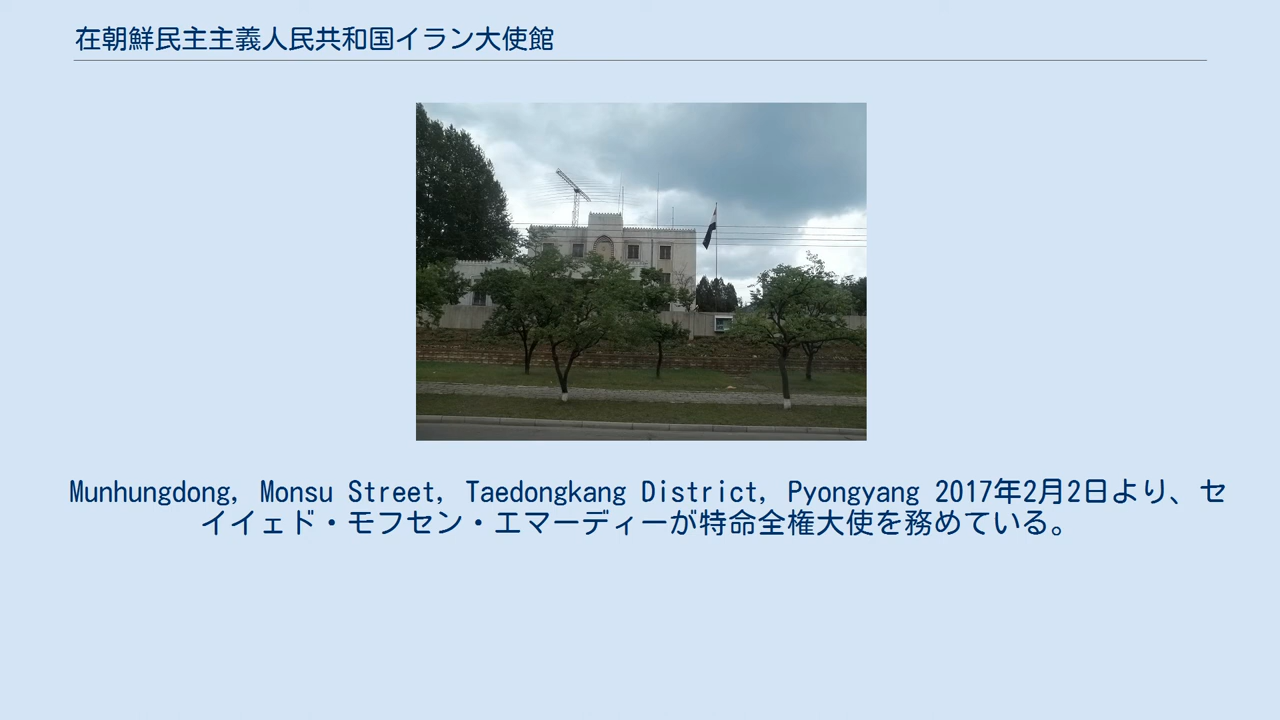 在朝鮮民主主義人民共和国イラン大使館
Munhungdong, Monsu Street, Taedongkang District, Pyongyang 2017年2月2日より、セ
イイェド・モフセン・エマーディーが特命全権大使を務めている。